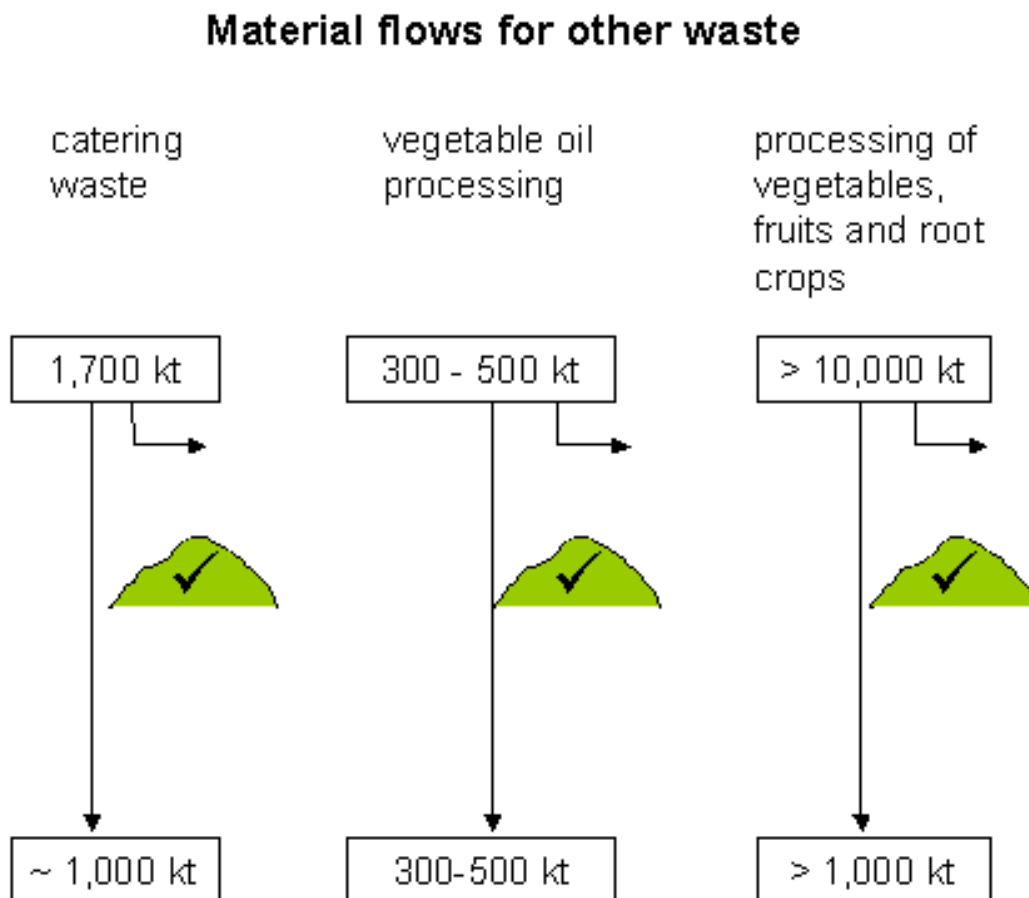 Material flows for other waste
catering
waste
vegetable oil
processing
processing of
vegetables,
fruits and root
crops
1,700 kt
300 - 500 kt
> 10,000 kt
~ 1,000 kt
300-500 kt
> 1,000 kt